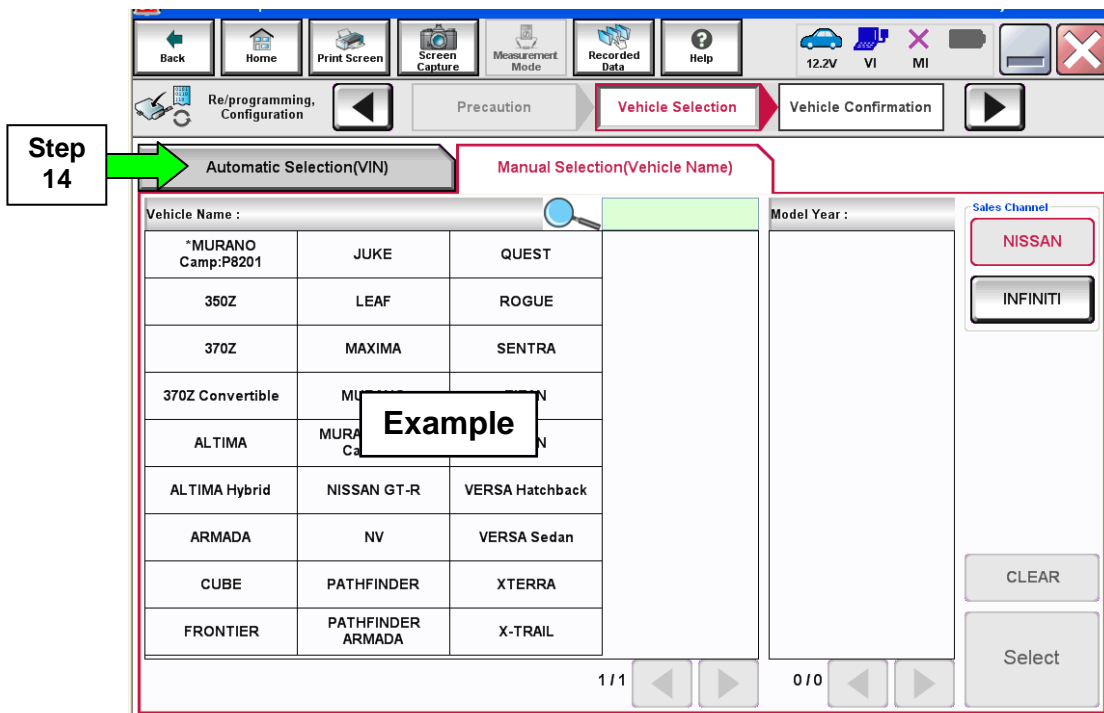 Back
Home
Print Screen
Screen
Capture
Measurement
Mode
Recorded
Data
Help
12.2V
VI
MI
Re/programming,
Configuration
Precaution
Vehicle Selection
Vehicle Confirmation
Step
14
Automatic Selection(VIN)
Manual Selection(Vehicle Name)
Vehicle Name :
Model Year :
Sales Channel
NISSAN
INFINITI
*MURANO
Camp:P8201
JUKE
QUEST
350Z
LEAF
ROGUE
370Z
MAXIMA
SENTRA
370Z Convertible
Example
ALTIMA
ALTIMA Hybrid
NISSAN GT-R
VERSA Hatchback
ARMADA
NV
VERSA Sedan
CUBE
PATHFINDER
XTERRA
FRONTIER
PATHFINDER
ARMADA
X-TRAIL
1/1
0/0
CLEAR
Select